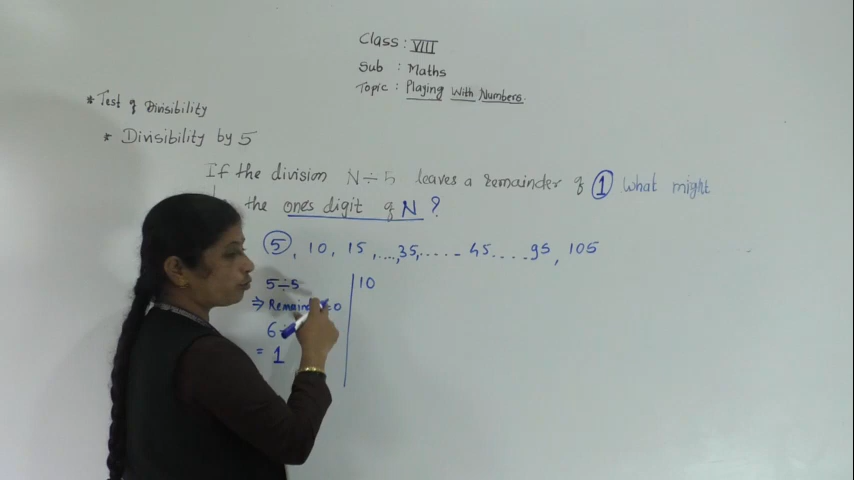 Class : VIII
Sub : Maths
Topic : Playing With Numbers.
* Test of Divisibility
* Divisibility by 5
If the division N÷5 leaves a remainder of 1 what might
the ones digit of N ?
5, 10, 15, ...., 35, ..... 45 .... 95, 105
5÷5
10
⇒ Remaind 0
6÷
= 1